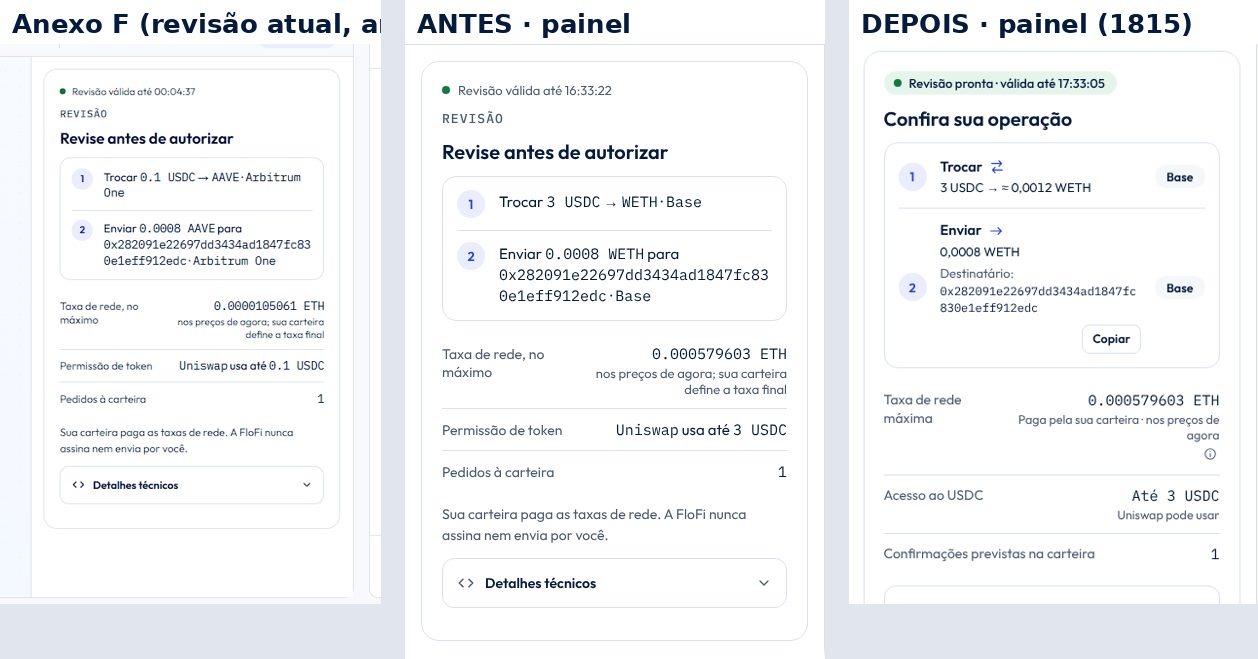 Anexo F (revisão atual, a
Revisão válida até 00:04:37
REVISÃO
Revise antes de autorizar
1
Trocar 0.1 USDC → AAVE·Arbitrum
One
2
Enviar 0.0008 AAVE para
0x282091e22697dd3434ad1847fc83
0e1eff912edc·Arbitrum One
Taxa de rede, no
máximo
0.0000105061 ETH
nos preços de agora; sua carteira
define a taxa final
Permissão de token
Uniswap usa até 0.1 USDC
Pedidos à carteira
1
Sua carteira paga as taxas de rede. A FloFi nunca
assina nem envia por você.
Detalhes técnicos
ANTES · painel
Revisão válida até 16:33:22
REVISÃO
Revise antes de autorizar
1
Trocar 3 USDC → WETH·Base
2
Enviar 0.0008 WETH para
0x282091e22697dd3434ad1847fc83
0e1eff912edc·Base
Taxa de rede, no
máximo
0.000579603 ETH
nos preços de agora; sua carteira
define a taxa final
Permissão de token
Uniswap usa até 3 USDC
Pedidos à carteira
1
Sua carteira paga as taxas de rede. A FloFi nunca
assina nem envia por você.
Detalhes técnicos
DEPOIS · painel (1815)
Revisão pronta · válida até 17:33:05
Confira sua operação
1
Trocar
3 USDC → ≈ 0,0012 WETH
Base
2
Enviar →
0,0008 WETH
Destinatário:
0x282091e22697dd3434ad1847fc
830e1eff912edc
Base
Copiar
Taxa de rede
máxima
0.000579603 ETH
Paga pela sua carteira · nos preços de
agora
Acesso ao USDC
Até 3 USDC
Uniswap pode usar
Confirmações previstas na carteira
1